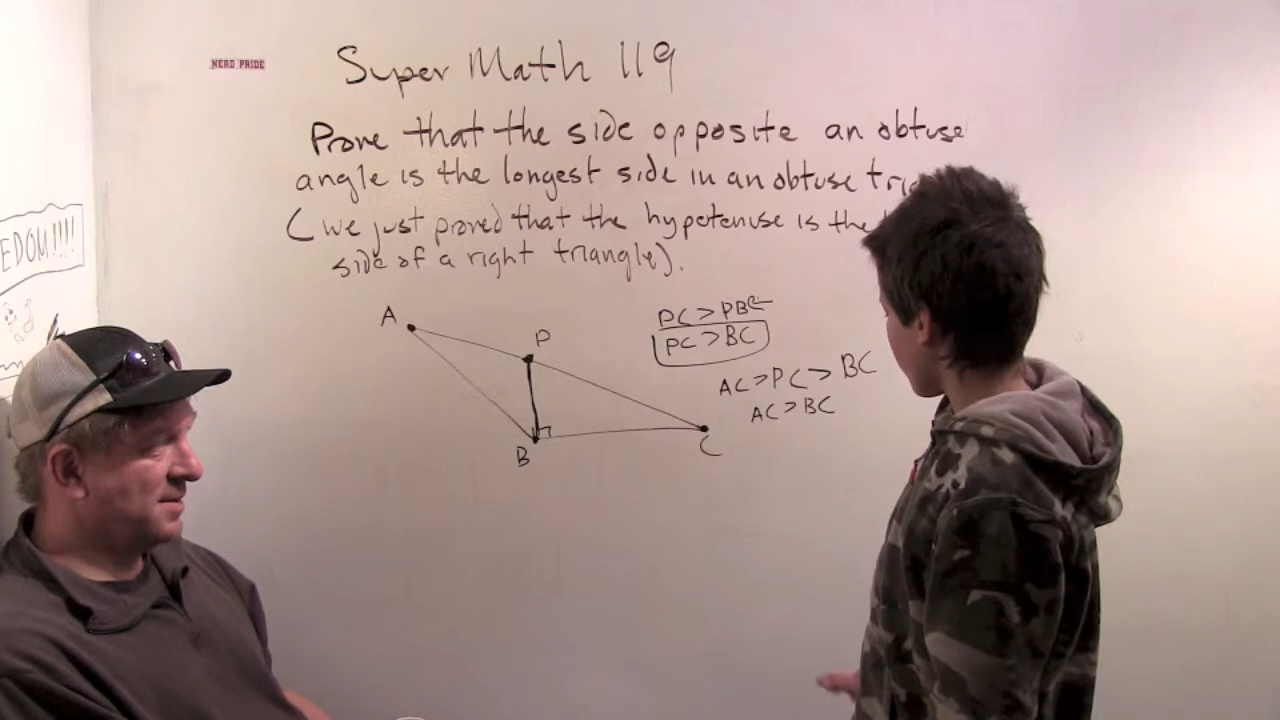 NERD PRIDE
Super Math 119
Prove that the side opposite an obtuse
angle is the longest side in an obtuse
(we just proved that the hypotenuse is the
side of a right triangle).
EDOM!!!!
A
P
B
C
PC > PB
PC > BC
AC > PC > BC
AC > BC